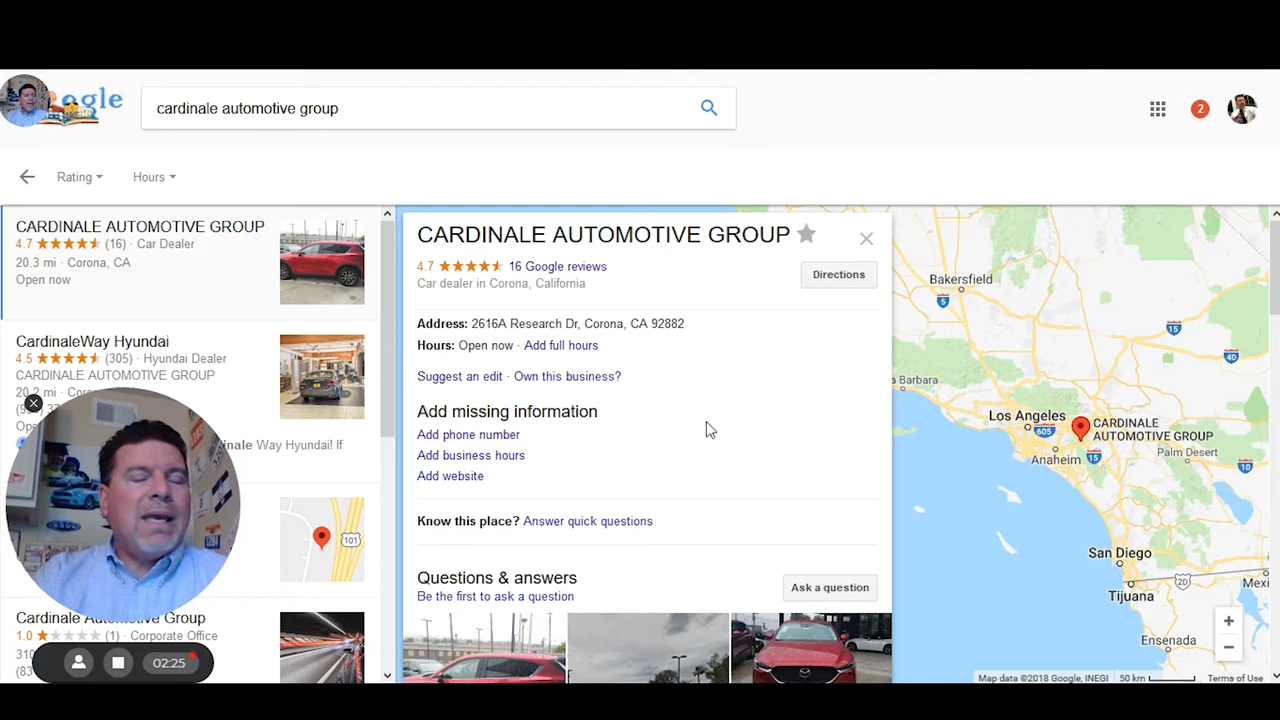 ogle
cardinale automotive group
2
Rating
Hours
CARDINALE AUTOMOTIVE GROUP
4.7 (16) · Car Dealer
20.3 mi · Corona, CA
Open now
CardinaleWay Hyundai
4.5 (305) · Hyundai Dealer
CARDINALE AUTOMOTIVE GROUP
20.2 mi ·
Way Hyundai! If
101
Cardinale Automotive Group
1.0 (1) · Corporate Office
02:25
CARDINALE AUTOMOTIVE GROUP
4.7 16 Google reviews
Car dealer in Corona, California
Directions
Address: 2616A Research Dr, Corona, CA 92882
Hours: Open now · Add full hours
Suggest an edit · Own this business?
Add missing information
Add phone number
Add business hours
Add website
Know this place? Answer quick questions
Questions & answers
Be the first to ask a question
Ask a question
Bakersfield
5
15
40
a Barbara
Los Angeles
605
CARDINALE
AUTOMOTIVE GROUP
Anaheim
15
Palm Desert
10
San Diego
2D
Tijuana
Mexi
Ensenada
Map data ©2018 Google, INEGI
50 km
Terms of Use